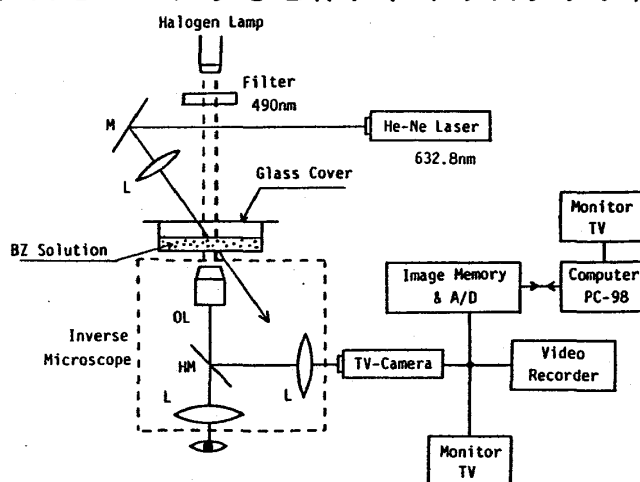 Halogen Lamp
Filter
490nm
M
He-Ne Laser
632.8nm
L
Glass Cover
BZ Solution
Monitor
TV
Image Memory
& A/D
Computer
PC-98
OL
Inverse
Microscope
HM
L
L
TV-Camera
Video
Recorder
Monitor
TV